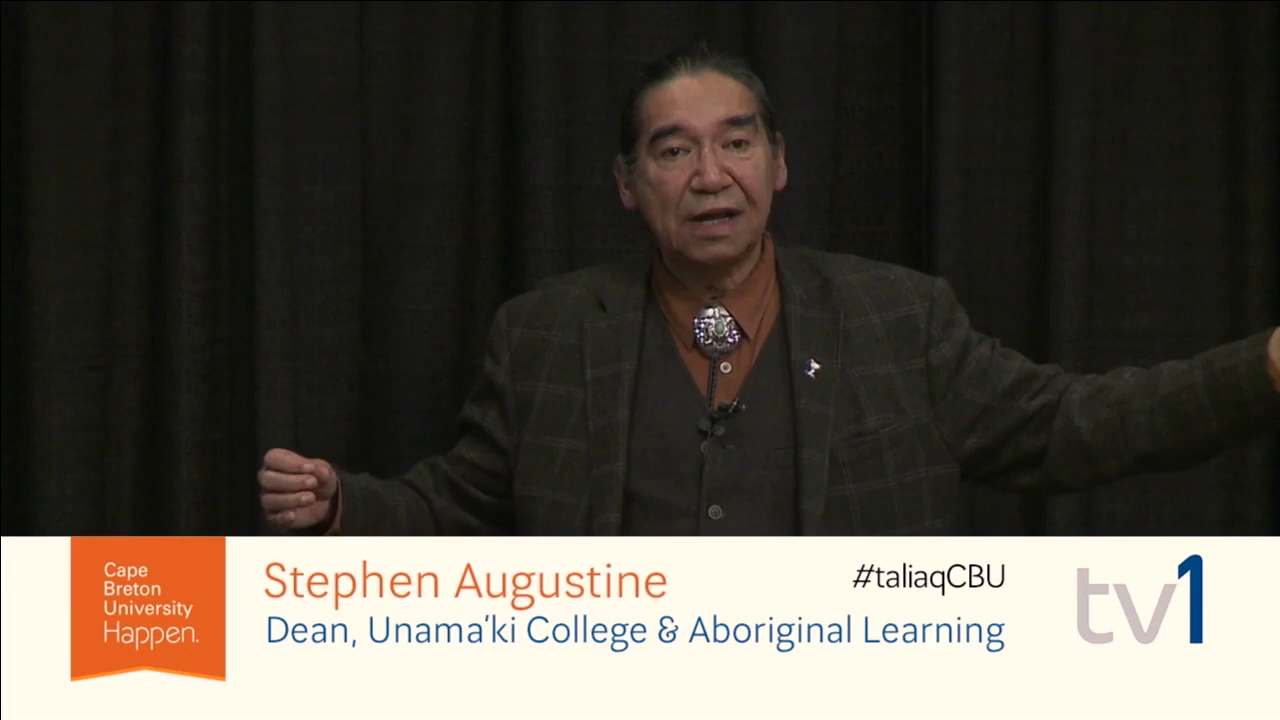 Cape
Breton
University
Happen.
Stephen Augustine
Dean, Unama'ki College & Aboriginal Learning
#taliaqCBU
tv1